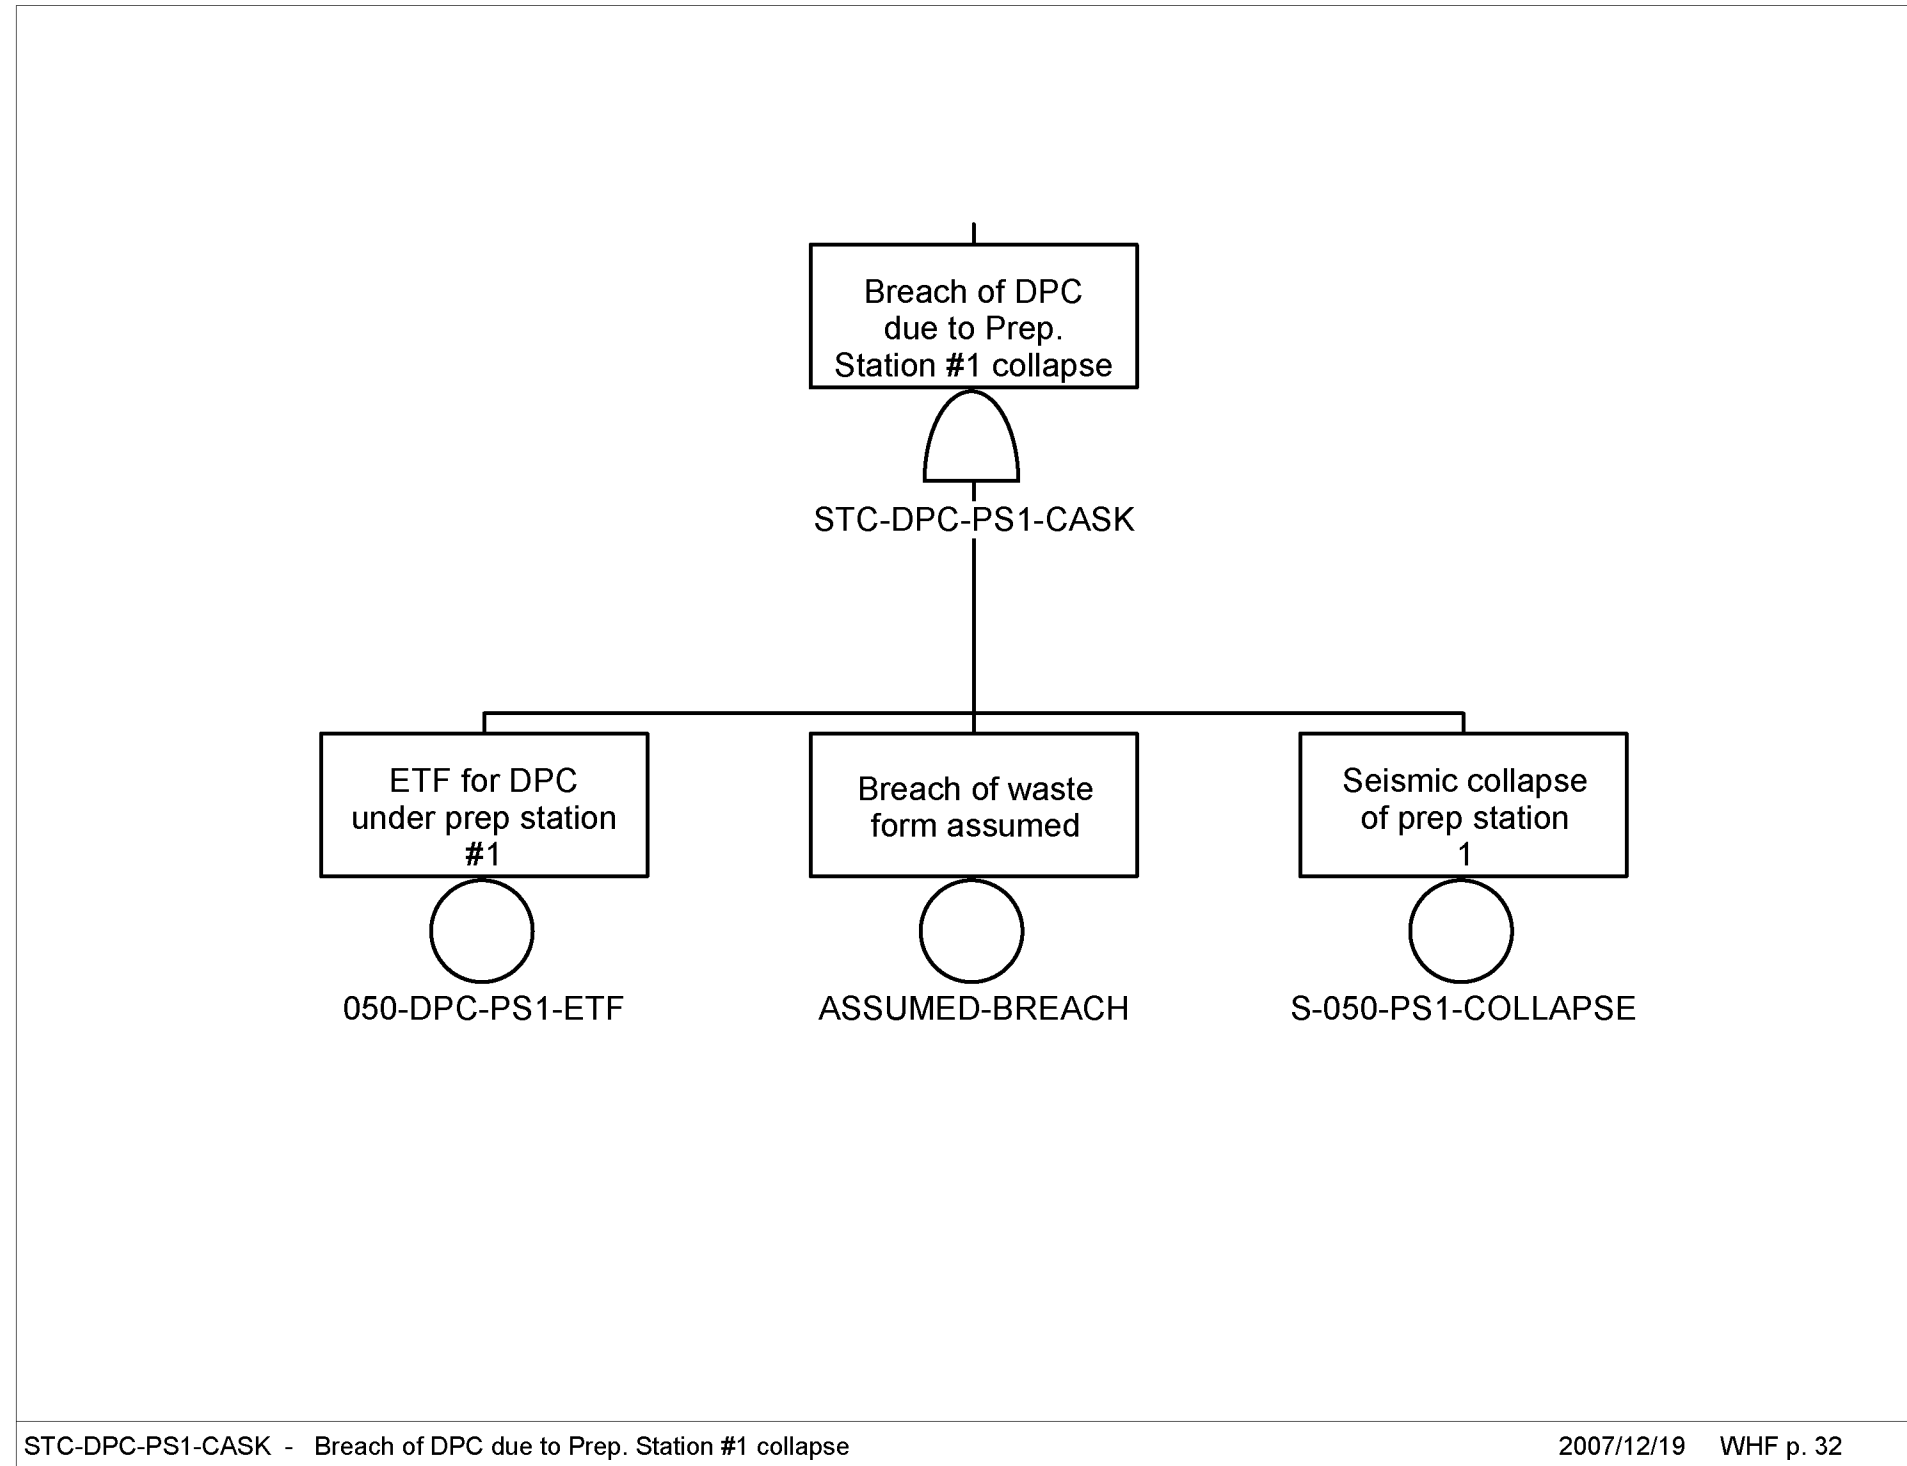 Breach of DPC
due to Prep.
Station #1 collapse
STC-DPC-PS1-CASK
ETF for DPC
under prep station
#1
050-DPC-PS1-ETF
Breach of waste
form assumed
ASSUMED-BREACH
Seismic collapse
of prep station
1
S-050-PS1-COLLAPSE
STC-DPC-PS1-CASK - Breach of DPC due to Prep. Station #1 collapse
2007/12/19 WHF p. 32